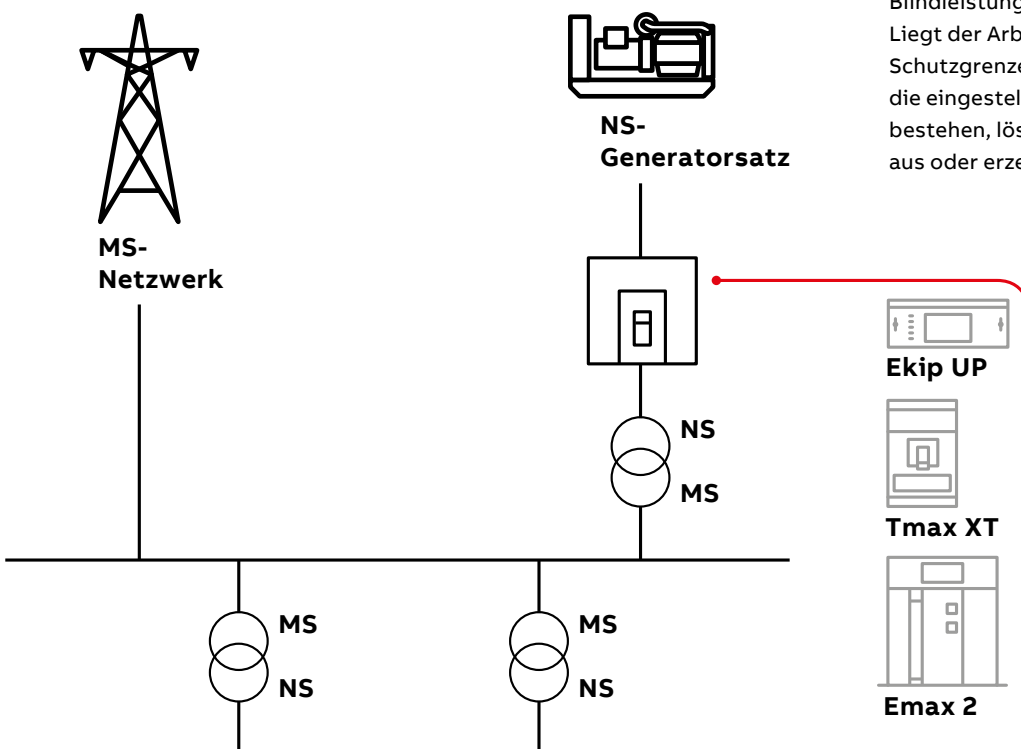 Blindleistung
Liegt der Arb
Schutzgrenze
die eingestel
bestehen, lös
aus oder erze
NS-
Generatorsatz
MS-
Netzwerk
Ekip UP
NS
MS
Tmax XT
MS
NS
MS
NS
Emax 2